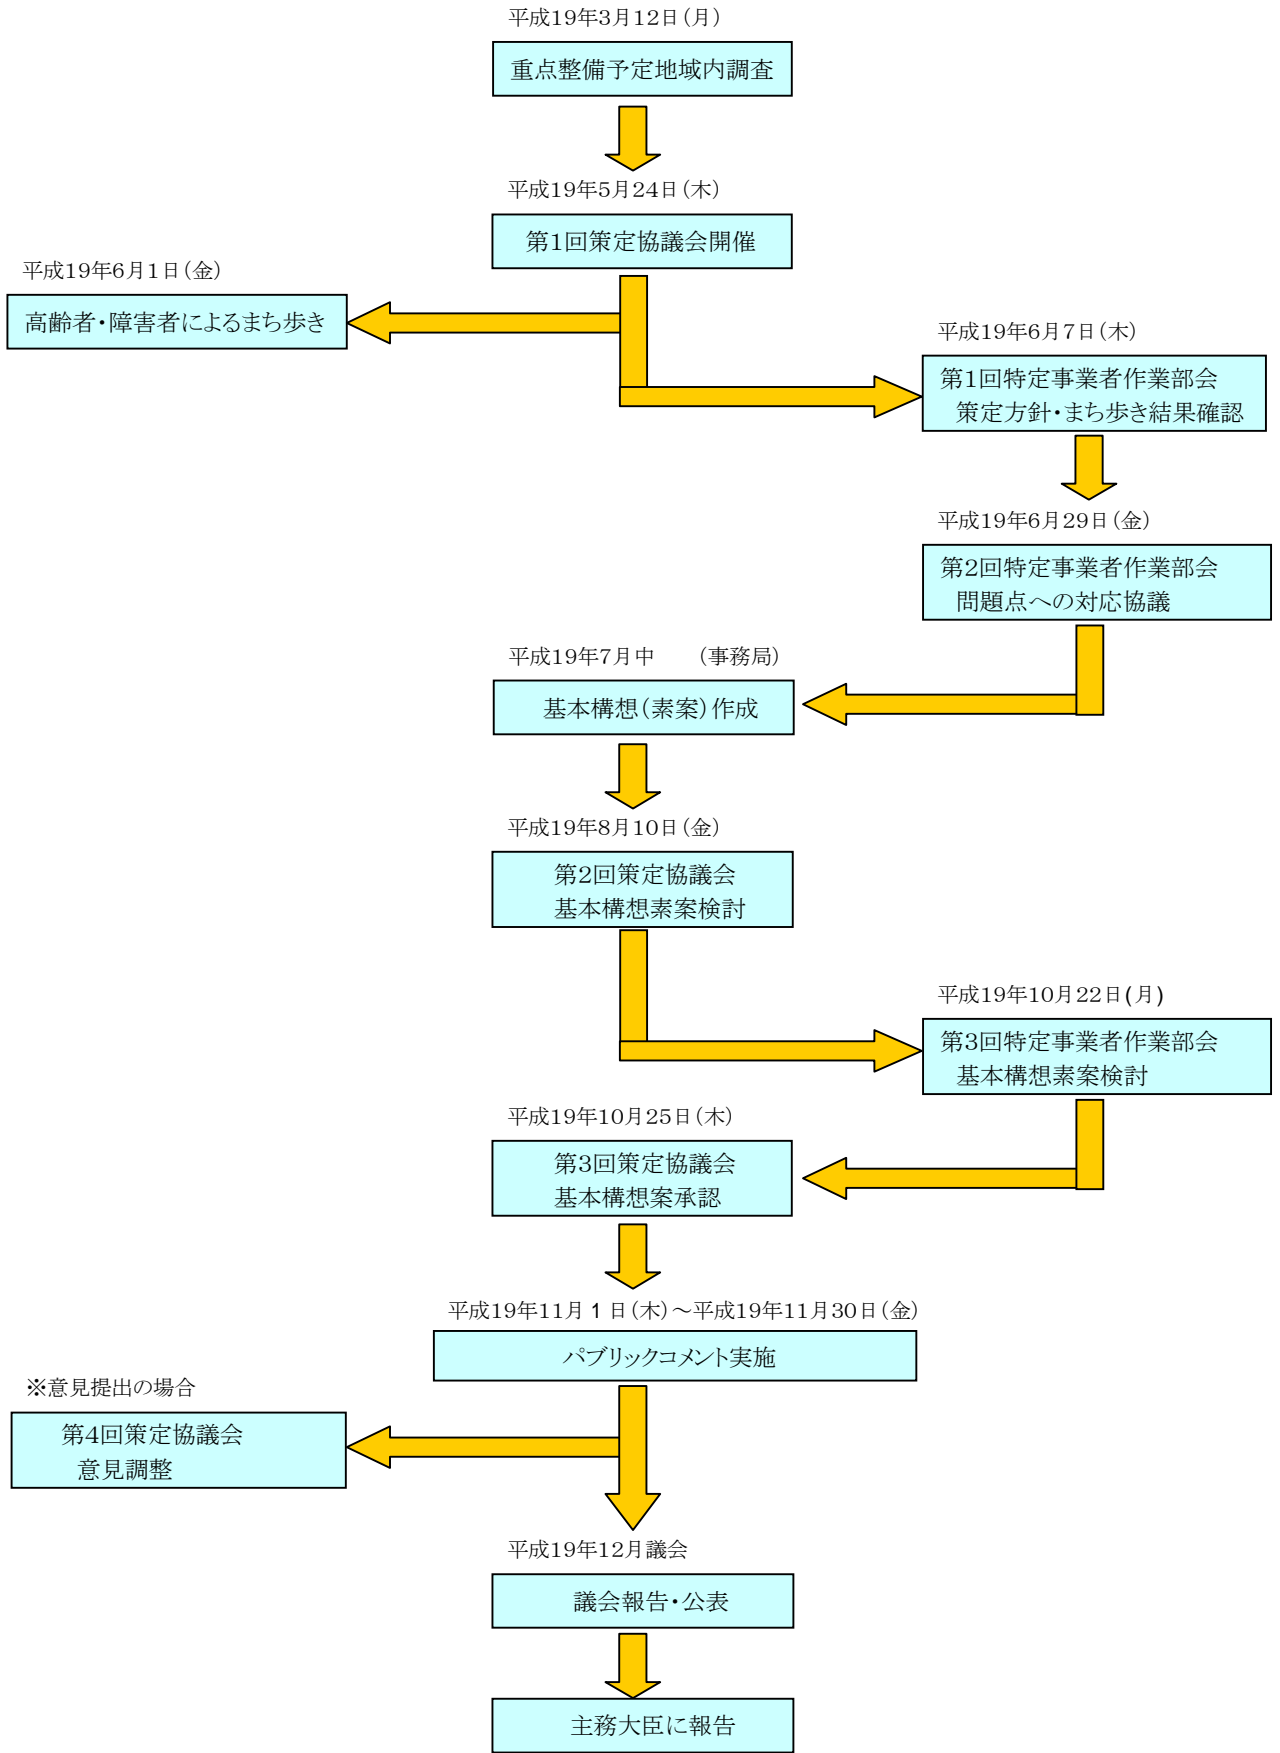 平成19年3月12日(月)
重点整備予定地域内調査
平成19年5月24日(木)
第1回策定協議会開催
平成19年6月1日(金)
高齢者・障害者によるまち歩き
平成19年6月7日(木)
第1回特定事業者作業部会
策定方針・まち歩き結果確認
平成19年6月29日(金)
第2回特定事業者作業部会
問題点への対応協議
平成19年7月中　(事務局)
基本構想(素案)作成
平成19年8月10日(金)
第2回策定協議会
基本構想素案検討
平成19年10月22日(月)
第3回特定事業者作業部会
基本構想素案検討
平成19年10月25日(木)
第3回策定協議会
基本構想案承認
平成19年11月1日(木)～平成19年11月30日(金)
パブリックコメント実施
※意見提出の場合
第4回策定協議会
意見調整
平成19年12月議会
議会報告・公表
主務大臣に報告